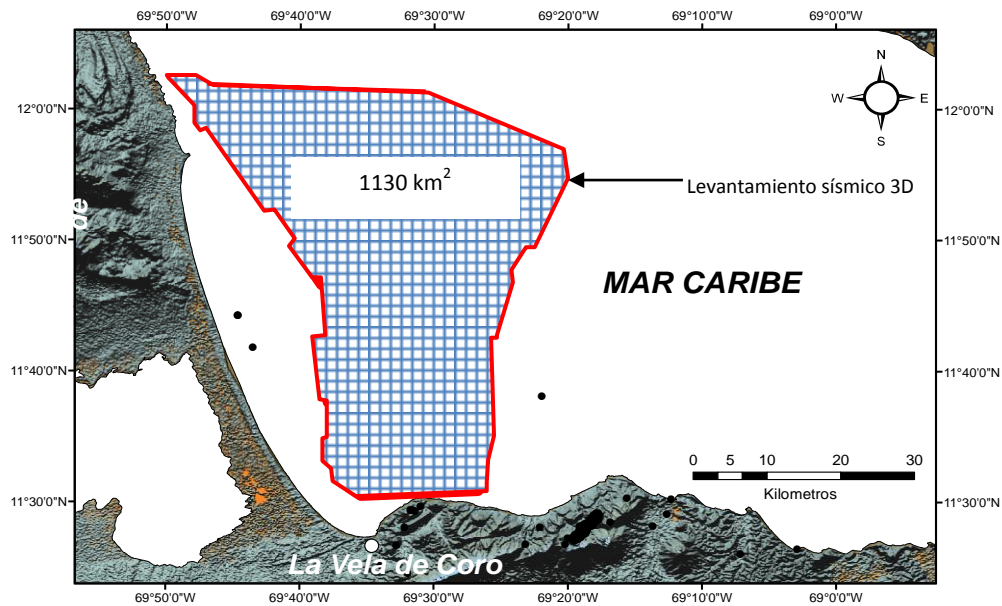 69°50'0"W 69°40'0"W 69°30'0"W 69°20'0"W 69°10'0"W 69°0'0"W
N
W E
S
12°0'0"N 12°0'0"N
1130 km²
Levantamiento sísmico 3D
de
11°50'0"N 11°50'0"N
MAR CARIBE
11°40'0"N 11°40'0"N
0 5 10 20 30
Kilometros
11°30'0"N 11°30'0"N
La Vela de Coro
69°50'0"W 69°40'0"W 69°30'0"W 69°20'0"W 69°10'0"W 69°0'0"W